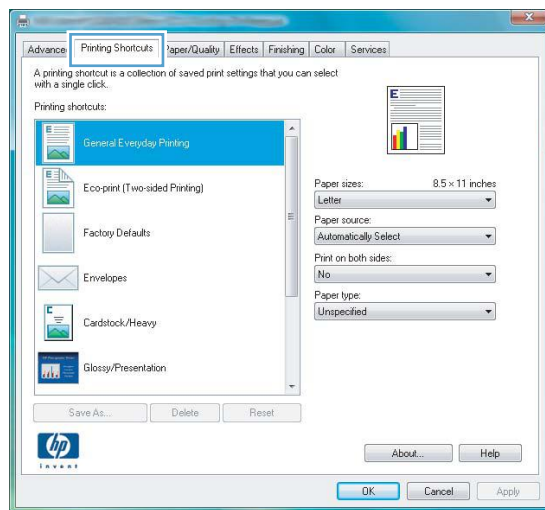 Advance
Printing Shortcuts
Paper/Quality
Effects
Finishing
Color
Services
A printing shortcut is a collection of saved print settings that you can select
with a single click.
Printing shortcuts:
General Everyday Printing
Eco-print (Two-sided Printing)
Factory Defaults
Envelopes
Cardstock/Heavy
Glossy/Presentation
E
Paper sizes: 8.5 × 11 inches
Letter
Paper source:
Automatically Select
Print on both sides:
No
Paper type:
Unspecified
Save As...
Delete
Reset
hp
invent
About...
Help
OK
Cancel
Apply